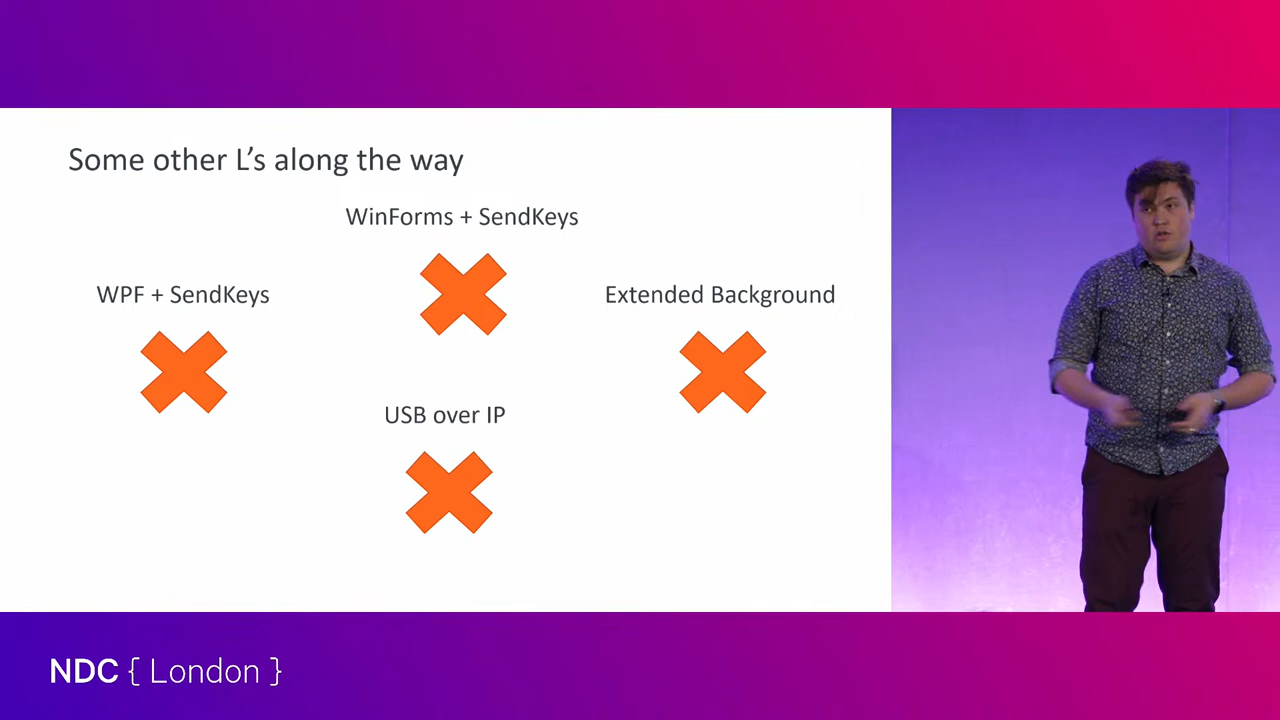 Some other L’s along the way
WinForms + SendKeys
WPF + SendKeys
Extended Background
USB over IP
NDC { London }